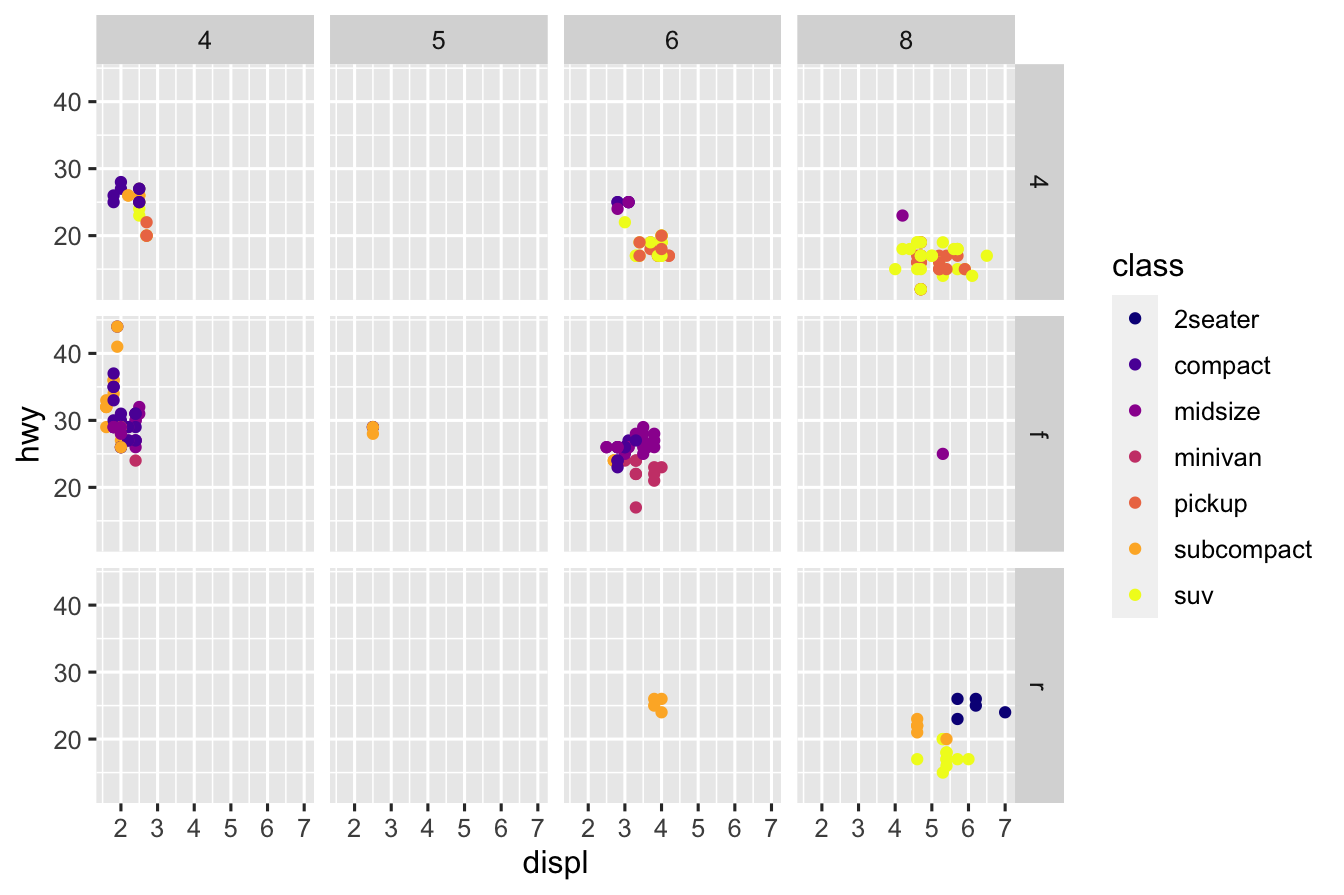 4 5 6 8
40
30
20
4
40
30
20
f
40
30
20
r
2 3 4 5 6 7 2 3 4 5 6 7 2 3 4 5 6 7 2 3 4 5 6 7
displ
hwy
class
2seater
compact
midsize
minivan
pickup
subcompact
suv